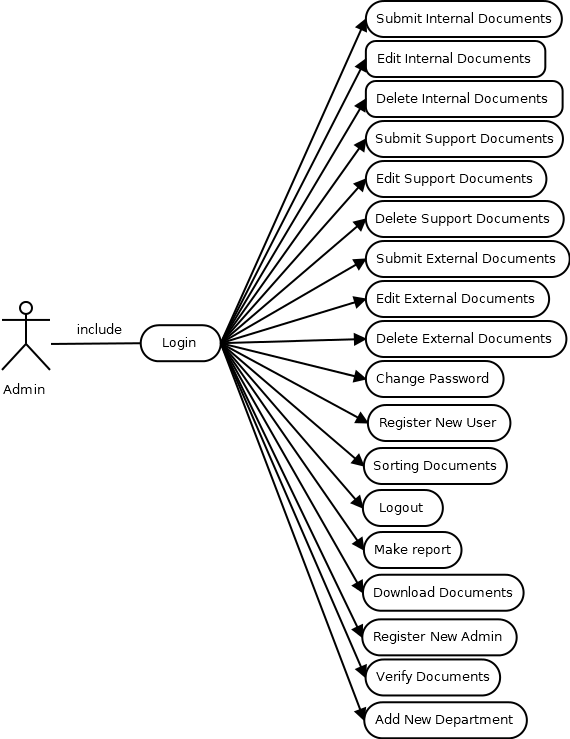 Submit Internal Documents
Edit Internal Documents
Delete Internal Documents
Submit Support Documents
Edit Support Documents
Delete Support Documents
Submit External Documents
Edit External Documents
include
Login
Delete External Documents
Admin
Change Password
Register New User
Sorting Documents
Logout
Make report
Download Documents
Register New Admin
Verify Documents
Add New Department